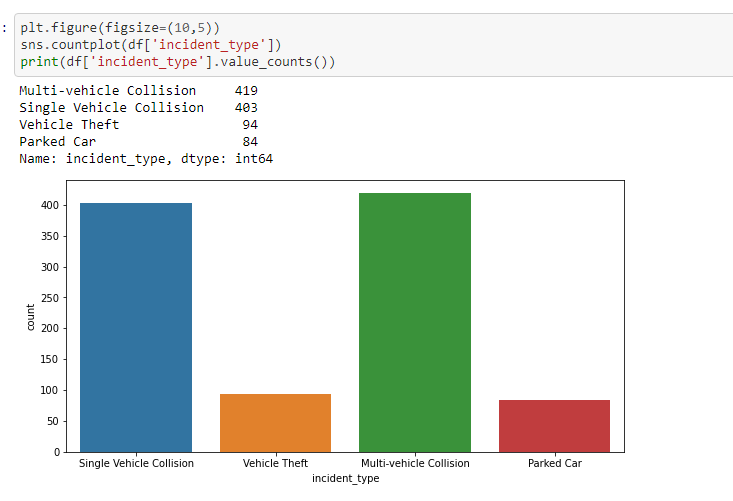 :
plt.figure(figsize=(10,5))
sns.countplot(df['incident_type'])
print(df['incident_type'].value_counts())
Multi-vehicle Collision     419
Single Vehicle Collision    403
Vehicle Theft                94
Parked Car                   84
Name: incident_type, dtype: int64
400
350
300
250
200
150
100
50
0
count
Single Vehicle Collision Vehicle Theft Multi-vehicle Collision Parked Car
incident_type